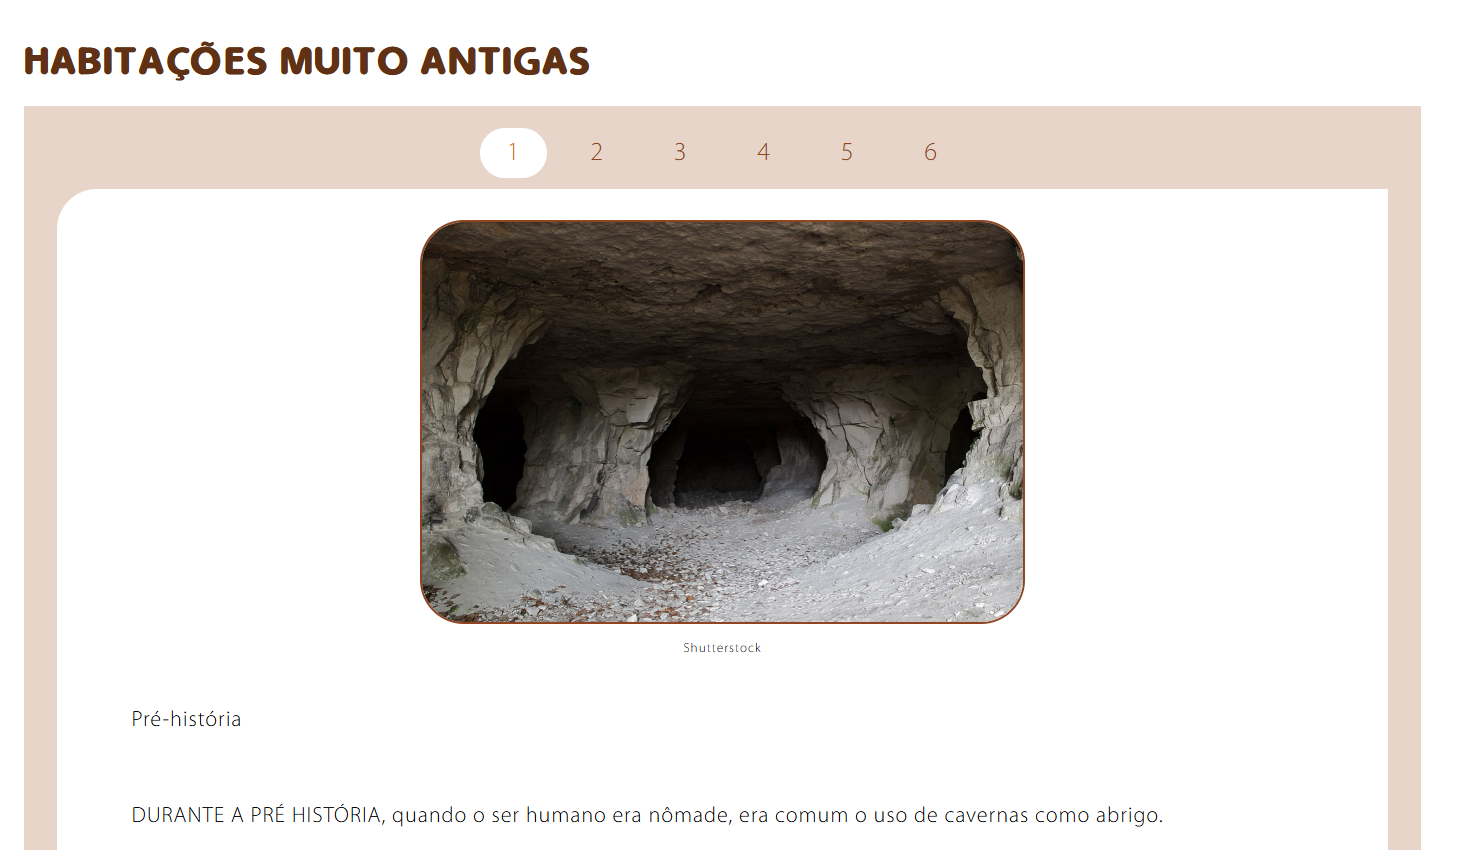 HABITAÇÕES MUITO ANTIGAS
1 2 3 4 5 6
Shutterstock
Pré-história
DURANTE A PRÉ HISTÓRIA, quando o ser humano era nômade, era comum o uso de cavernas como abrigo.